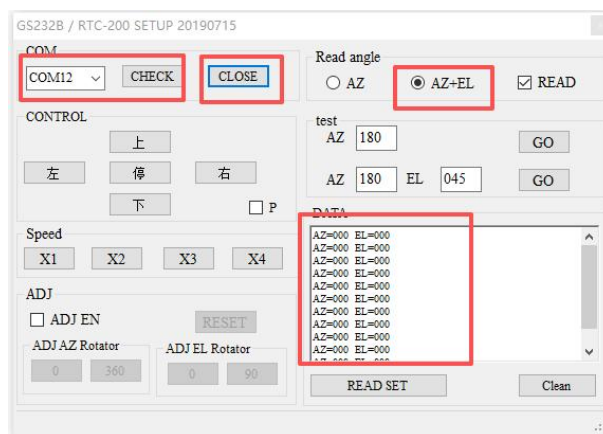 GS232B / RTC-200 SETUP 20190715
COM
COM12 CHECK CLOSE
Read angle
AZ AZ+EL READ
CONTROL
上
左 停 右
下
P
test
AZ 180 GO
AZ 180 EL 045 GO
Speed
X1 X2 X3 X4
DATA
AZ=000 EL=000
AZ=000 EL=000
AZ=000 EL=000
AZ=000 EL=000
AZ=000 EL=000
AZ=000 EL=000
AZ=000 EL=000
AZ=000 EL=000
AZ=000 EL=000
AZ=000 EL=000
AZ=000 EL=000
ADJ
ADJ EN RESET
ADJ AZ Rotator
0 360
ADJ EL Rotator
0 90
READ SET Clean